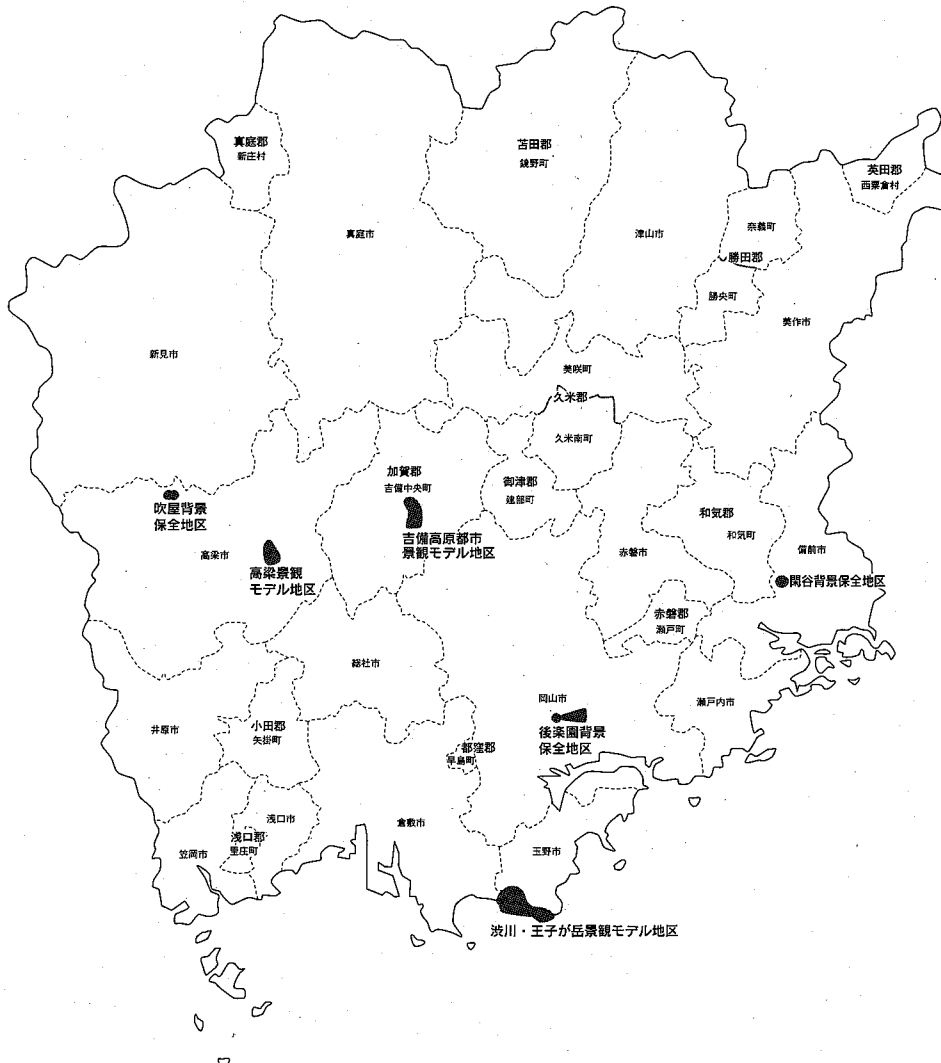 真庭郡
新庄村
苫田郡
鏡野町
英田郡
西粟倉村
真庭市
津山市
奈義町
勝田郡
勝央町
美作市
新見市
美咲町
久米郡
久米南町
加賀郡
吉備中央町
御津郡
建部町
和気郡
和気町
備前市
吹屋背景
保全地区
高梁市
高梁景観
モデル地区
吉備高原都市
景観モデル地区
赤磐市
閑谷背景保全地区
赤磐郡
瀬戸町
総社市
井原市
小田郡
矢掛町
岡山市
後楽園背景
保全地区
瀬戸内市
都窪郡
早島町
浅口市
浅口郡
里庄町
笠岡市
倉敷市
玉野市
渋川・王子が岳景観モデル地区